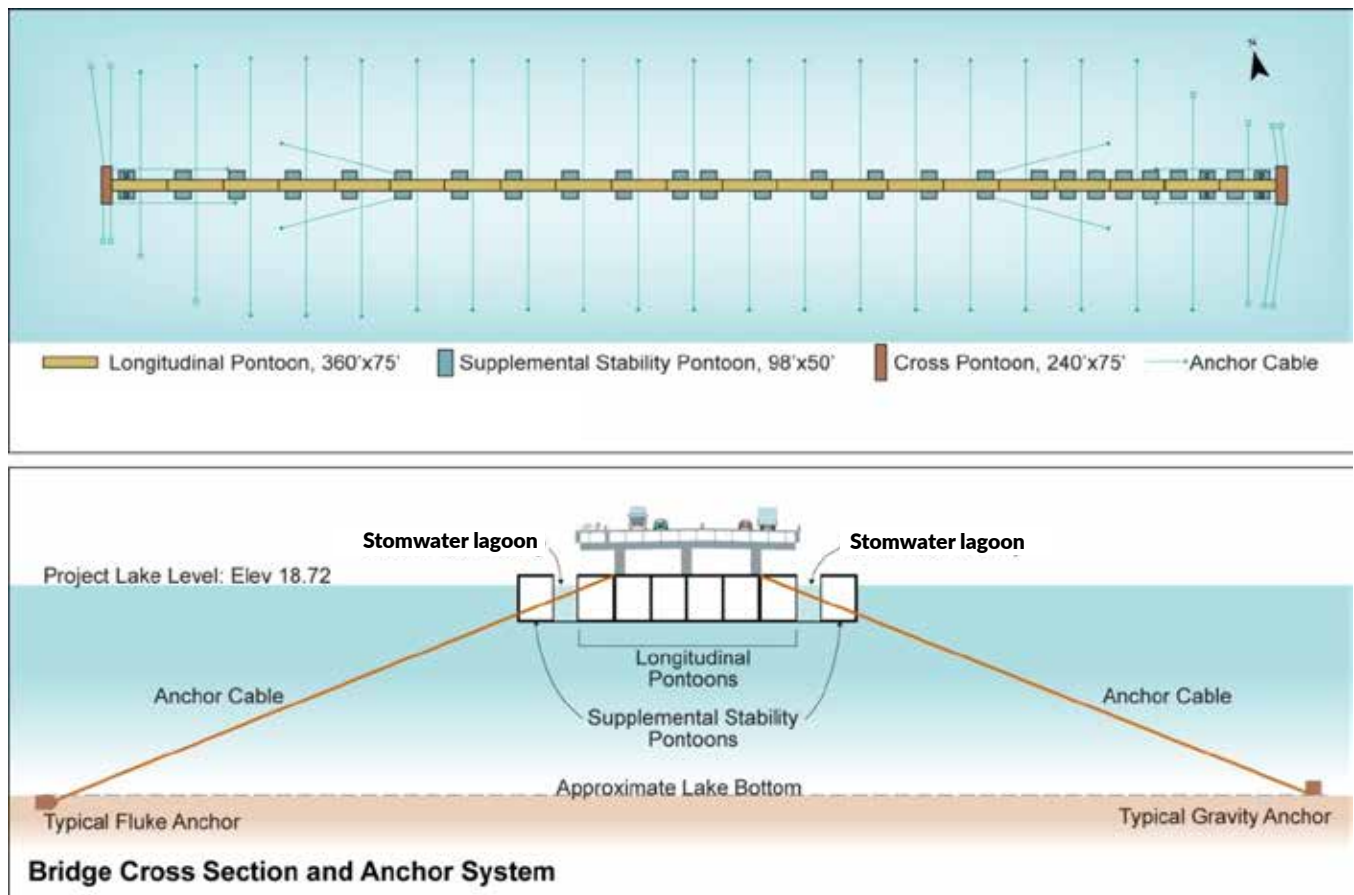 N
Longitudinal Pontoon, 360'x75'
Supplemental Stability Pontoon, 98'x50'
Cross Pontoon, 240'x75'
Anchor Cable
Stomwater lagoon
Stomwater lagoon
Project Lake Level: Elev 18.72
Longitudinal
Pontoons
Anchor Cable
Anchor Cable
Supplemental Stability
Pontoons
Approximate Lake Bottom
Typical Fluke Anchor
Typical Gravity Anchor
Bridge Cross Section and Anchor System